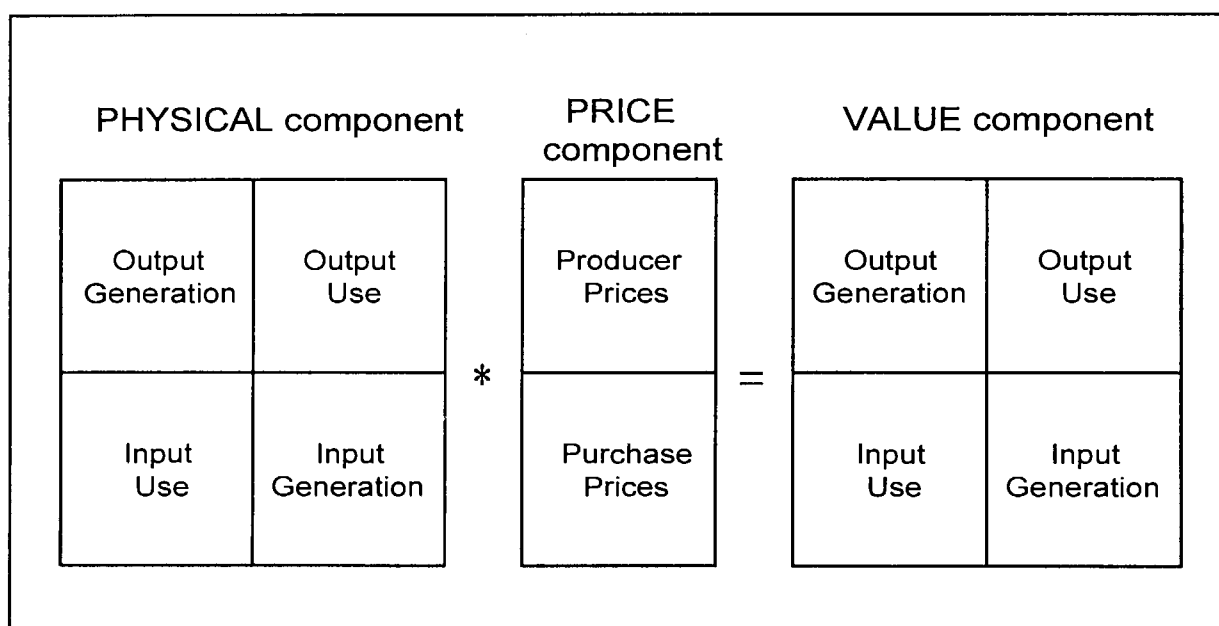 PHYSICAL component
PRICE
component
VALUE component
Output
Generation
Output
Use
Producer
Prices
Output
Generation
Output
Use
*
=
Input
Use
Input
Generation
Purchase
Prices
Input
Use
Input
Generation